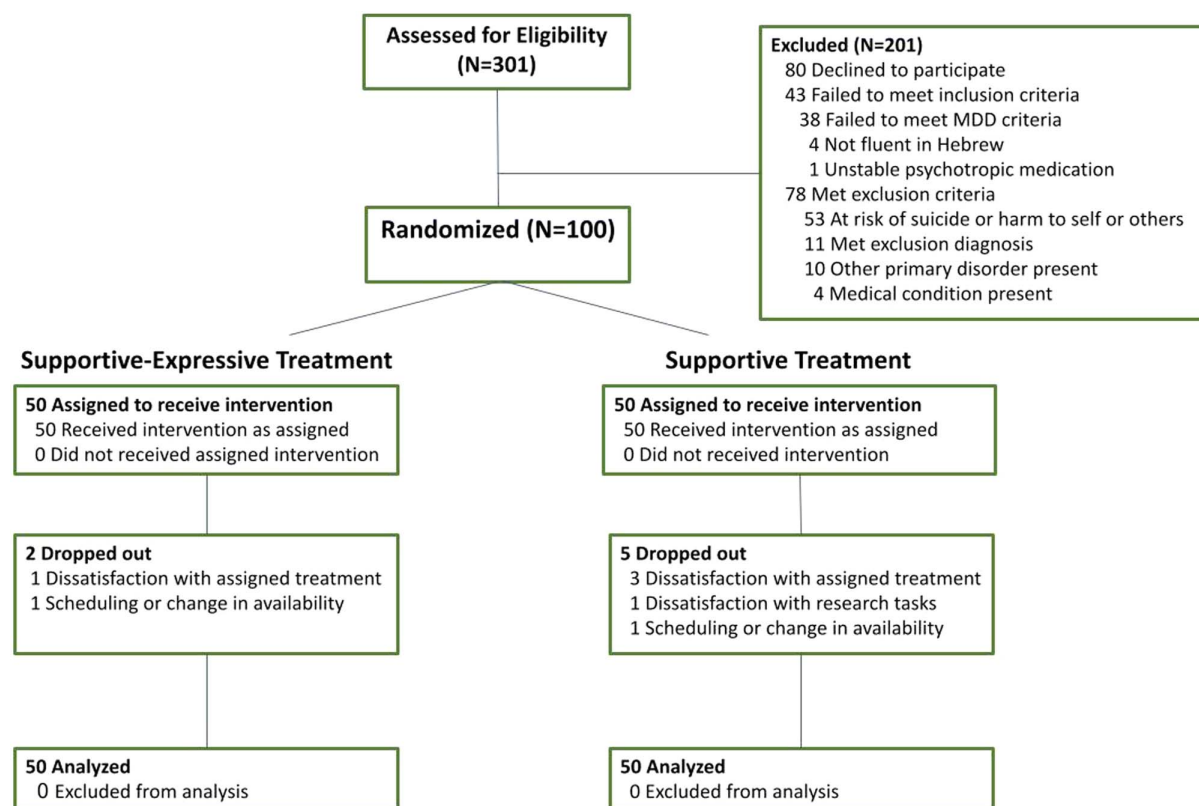 Assessed for Eligibility
(N=301)
Excluded (N=201)
80 Declined to participate
43 Failed to meet inclusion criteria
38 Failed to meet MDD criteria
4 Not fluent in Hebrew
1 Unstable psychotropic medication
78 Met exclusion criteria
53 At risk of suicide or harm to self or others
11 Met exclusion diagnosis
10 Other primary disorder present
4 Medical condition present
Randomized (N=100)
Supportive-Expressive Treatment
50 Assigned to receive intervention
50 Received intervention as assigned
0 Did not received assigned intervention
2 Dropped out
1 Dissatisfaction with assigned treatment
1 Scheduling or change in availability
50 Analyzed
0 Excluded from analysis
Supportive Treatment
50 Assigned to receive intervention
50 Received intervention as assigned
0 Did not received intervention
5 Dropped out
3 Dissatisfaction with assigned treatment
1 Dissatisfaction with research tasks
1 Scheduling or change in availability
50 Analyzed
0 Excluded from analysis